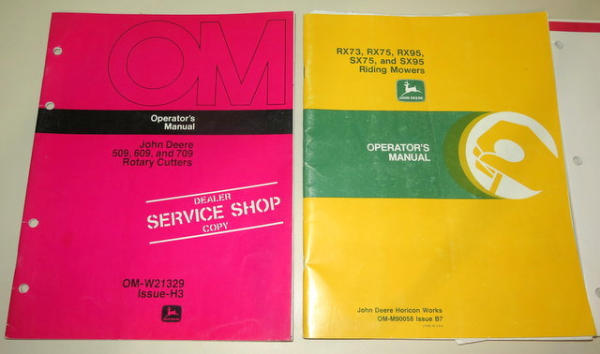 OM
Operator's
Manual
John Deere
509, 609, and 709
Rotary Cutters
DEALER
SERVICE SHOP
COPY
OM-W21329
Issue-H3
RX73, RX75, RX95,
SX75, and SX95
Riding Mowers
JOHN DEERE
OPERATOR'S
MANUAL
John Deere Horicon Works
OM-M90056 Issue B7